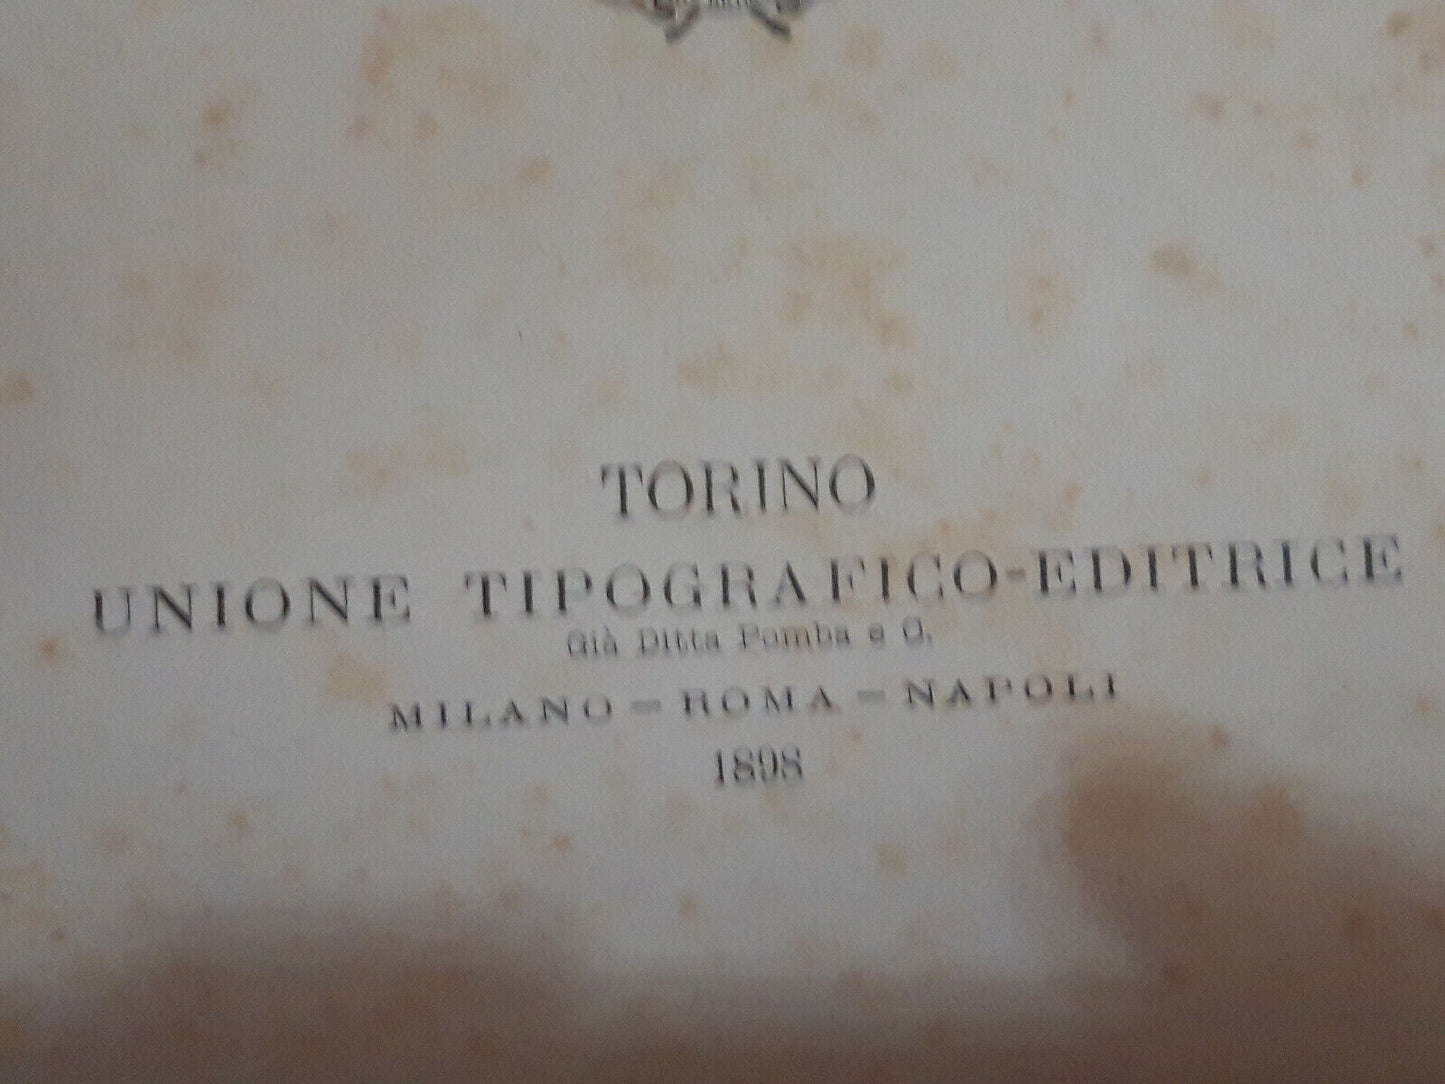 TORINO
UNIONE TIPOGRAFICO-EDITRICE
Già Ditta Pomba e C.
MILANO - ROMA - NAPOLI
1898